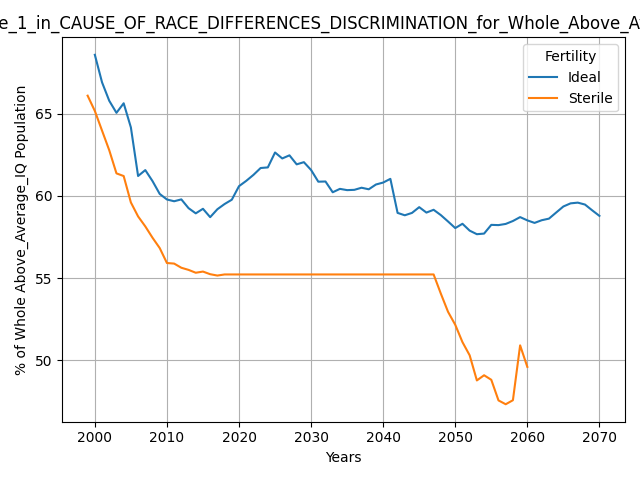 e_1_in_CAUSE_OF_RACE_DIFFERENCES_DISCRIMINATION_for_Whole_Above_A
Fertility
Ideal
Sterile
% of Whole Above_Average_IQ Population
65
60
55
50
2000 2010 2020 2030 2040 2050 2060 2070
Years